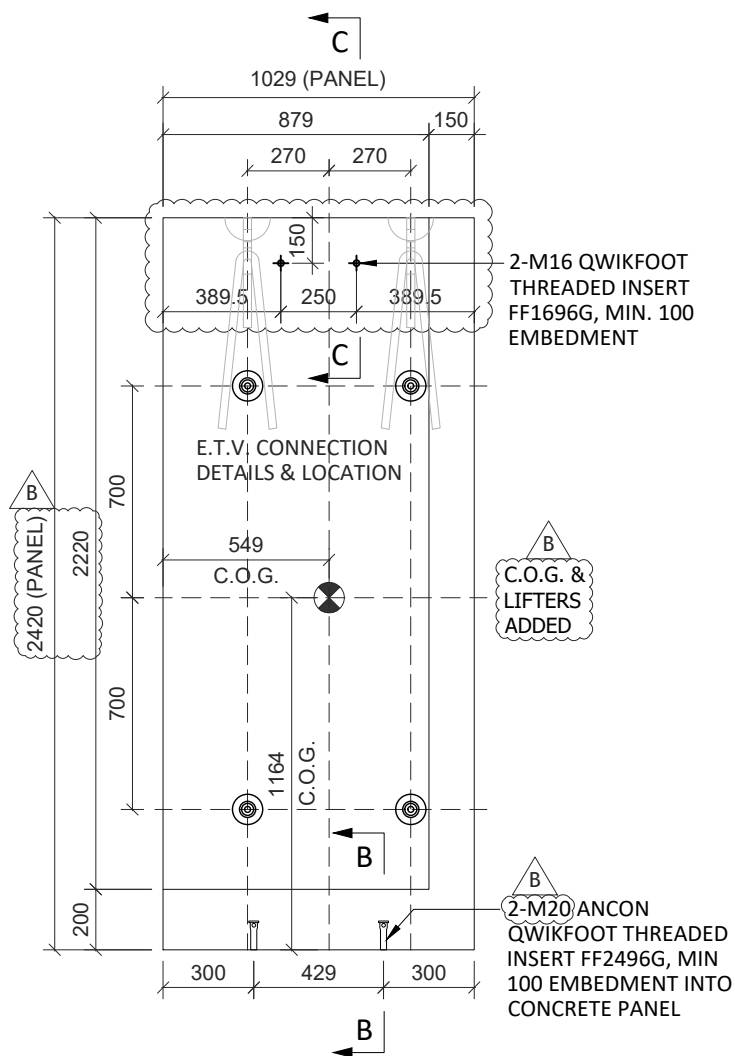 C
1029 (PANEL)
879
150
270
270
150
389.5
250
389.5
2-M16 QWIKFOOT
THREADED INSERT
FF1696G, MIN. 100
EMBEDMENT
C
E.T.V. CONNECTION
DETAILS & LOCATION
B
2420 (PANEL)
2220
700
549
C.O.G.
B
C.O.G. &
LIFTERS
ADDED
700
1164
C.O.G.
B
B
2-M20 ANCON
QWIKFOOT THREADED
INSERT FF2496G, MIN
100 EMBEDMENT INTO
CONCRETE PANEL
200
300
429
300
B